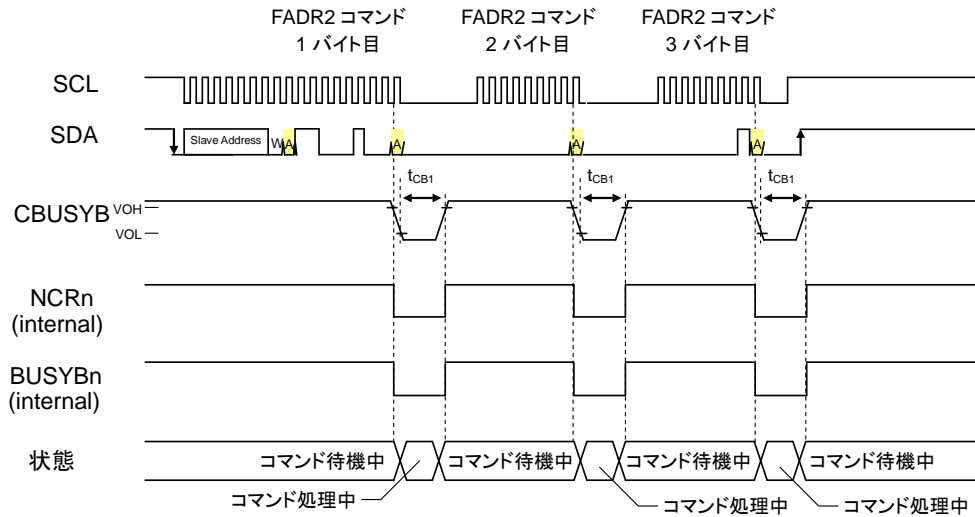 FADR2 コマンド
1 バイト目
FADR2 コマンド
2 バイト目
FADR2 コマンド
3 バイト目
SCL
SDA
Slave Address
W
A
A
A
A
tCB1
tCB1
tCB1
CBUSYB
VOH
VOL
NCRn
(internal)
BUSYBn
(internal)
状態
コマンド待機中
コマンド待機中
コマンド待機中
コマンド待機中
コマンド処理中
コマンド処理中
コマンド処理中